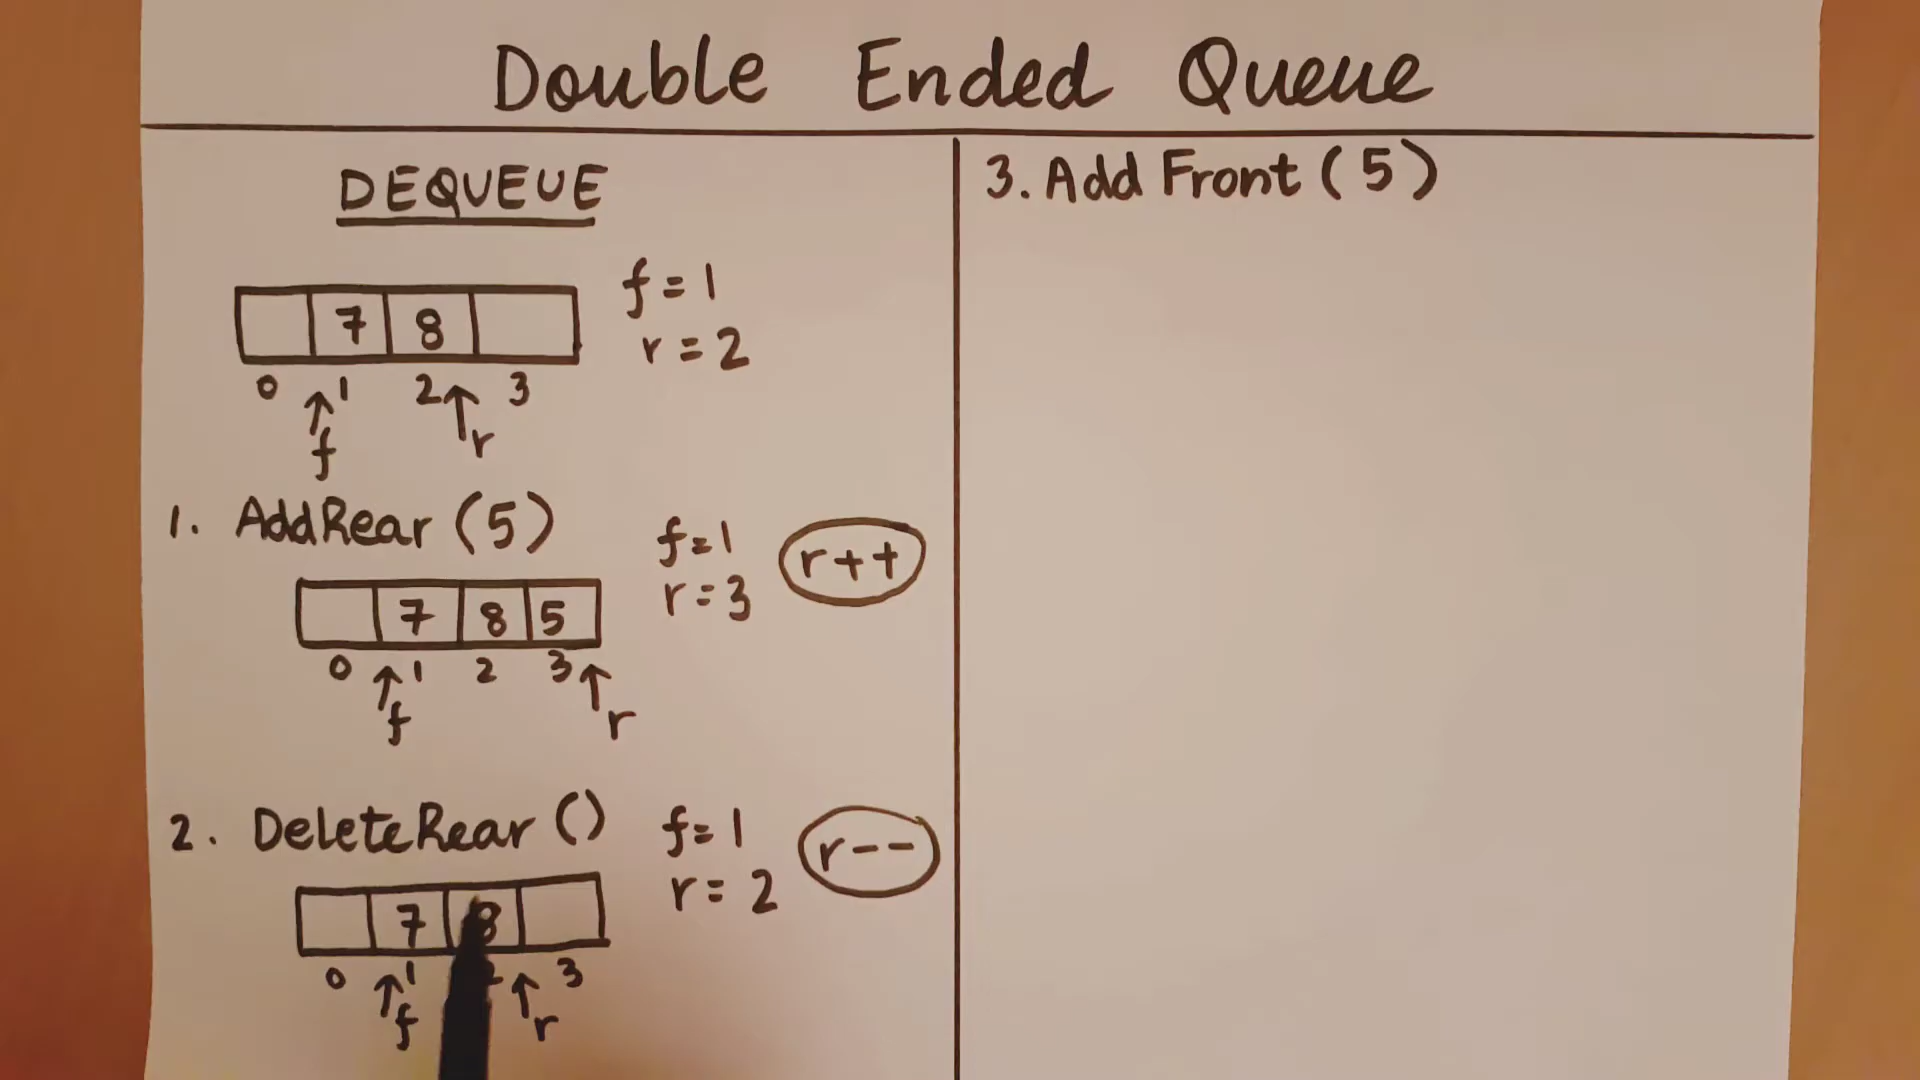 Double Ended Queue
DEQUEUE
f = 1
7 8
r = 2
0 1 2 3
f r
1. AddRear (5)
f=1
r++
r=3
7 8 5
0 1 2 3
f r
2. DeleteRear ()
f=1
r--
r= 2
7 8
0 1 2 3
f r
3. Add Front (5)